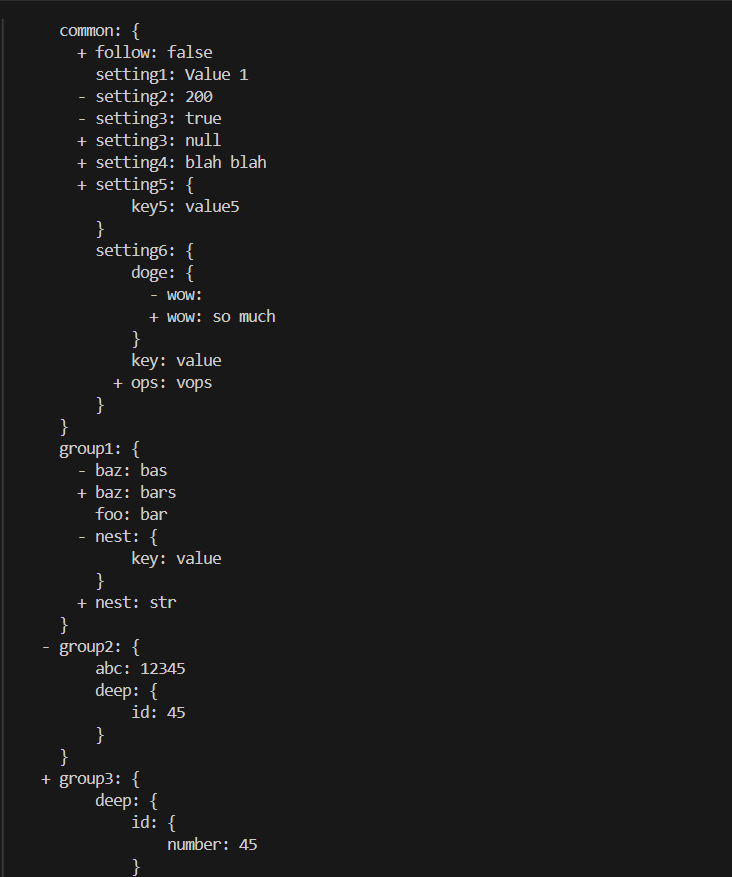 common: {
      + follow: false
        setting1: Value 1
      - setting2: 200
      - setting3: true
      + setting3: null
      + setting4: blah blah
      + setting5: {
            key5: value5
        }
        setting6: {
            doge: {
              - wow:
              + wow: so much
            }
            key: value
          + ops: vops
        }
    }
    group1: {
      - baz: bas
      + baz: bars
        foo: bar
      - nest: {
            key: value
        }
      + nest: str
    }
  - group2: {
        abc: 12345
        deep: {
            id: 45
        }
    }
  + group3: {
        deep: {
            id: {
                number: 45
            }